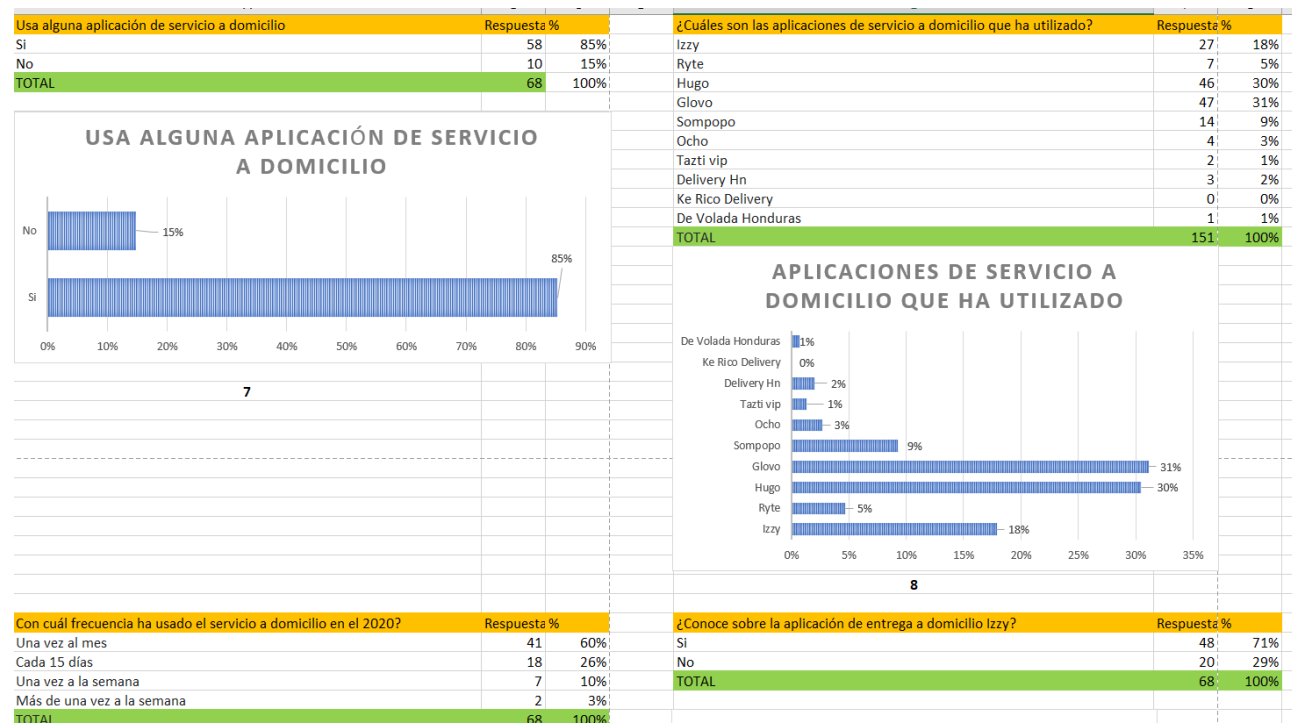 Usa alguna aplicación de servicio a domicilio Respuesta %
Si 58 85%
No 10 15%
TOTAL 68 100%
USA ALGUNA APLICACIÓN DE SERVICIO
A DOMICILIO
No 15%
85%
Si
0% 10% 20% 30% 40% 50% 60% 70% 80% 90%
7
¿Cuáles son las aplicaciones de servicio a domicilio que ha utilizado? Respuesta %
Izzy 27 18%
Ryte 7 5%
Hugo 46 30%
Glovo 47 31%
Sompopo 14 9%
Ocho 4 3%
Tazti vip 2 1%
Delivery Hn 3 2%
Ke Rico Delivery 0 0%
De Volada Honduras 1 1%
TOTAL 151 100%
APLICACIONES DE SERVICIO A
DOMICILIO QUE HA UTILIZADO
De Volada Honduras 1%
Ke Rico Delivery 0%
Delivery Hn 2%
Tazti vip 1%
Ocho 3%
Sompopo 9%
Glovo 31%
Hugo 30%
Ryte 5%
Izzy 18%
0% 5% 10% 15% 20% 25% 30% 35%
8
Con cuál frecuencia ha usado el servicio a domicilio en el 2020? Respuesta %
Una vez al mes 41 60%
Cada 15 días 18 26%
Una vez a la semana 7 10%
Más de una vez a la semana 2 3%
TOTAL 68 100%
¿Conoce sobre la aplicación de entrega a domicilio Izzy? Respuesta %
Si 48 71%
No 20 29%
TOTAL 68 100%